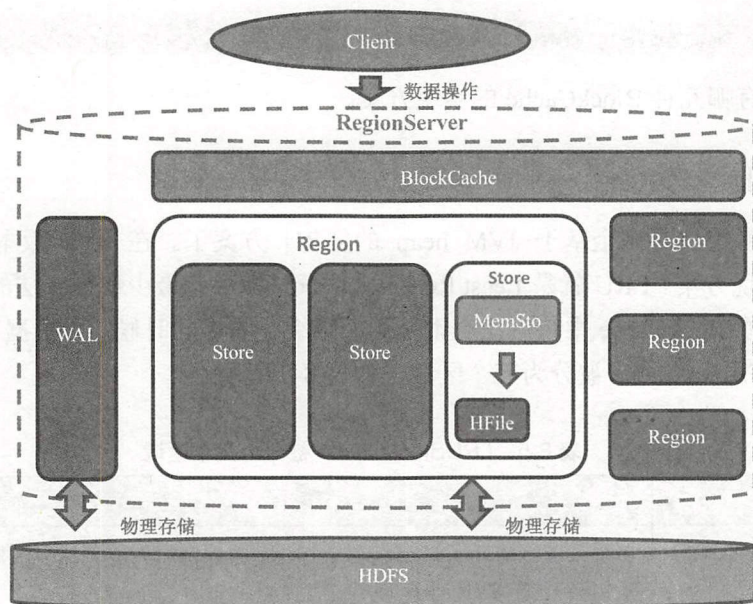 Client
数据操作
RegionServer
BlockCache
WAL
Region
Store
Store
Store
MemSto
HFile
Region
Region
Region
物理存储
物理存储
HDFS